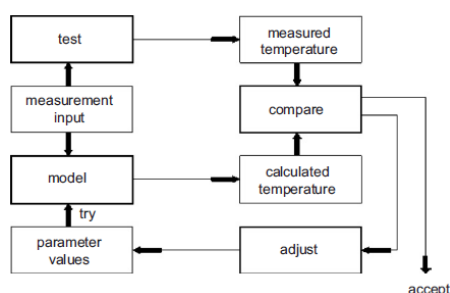 test
measured
temperature
measurement
input
compare
model
calculated
temperature
try
parameter
values
adjust
accept